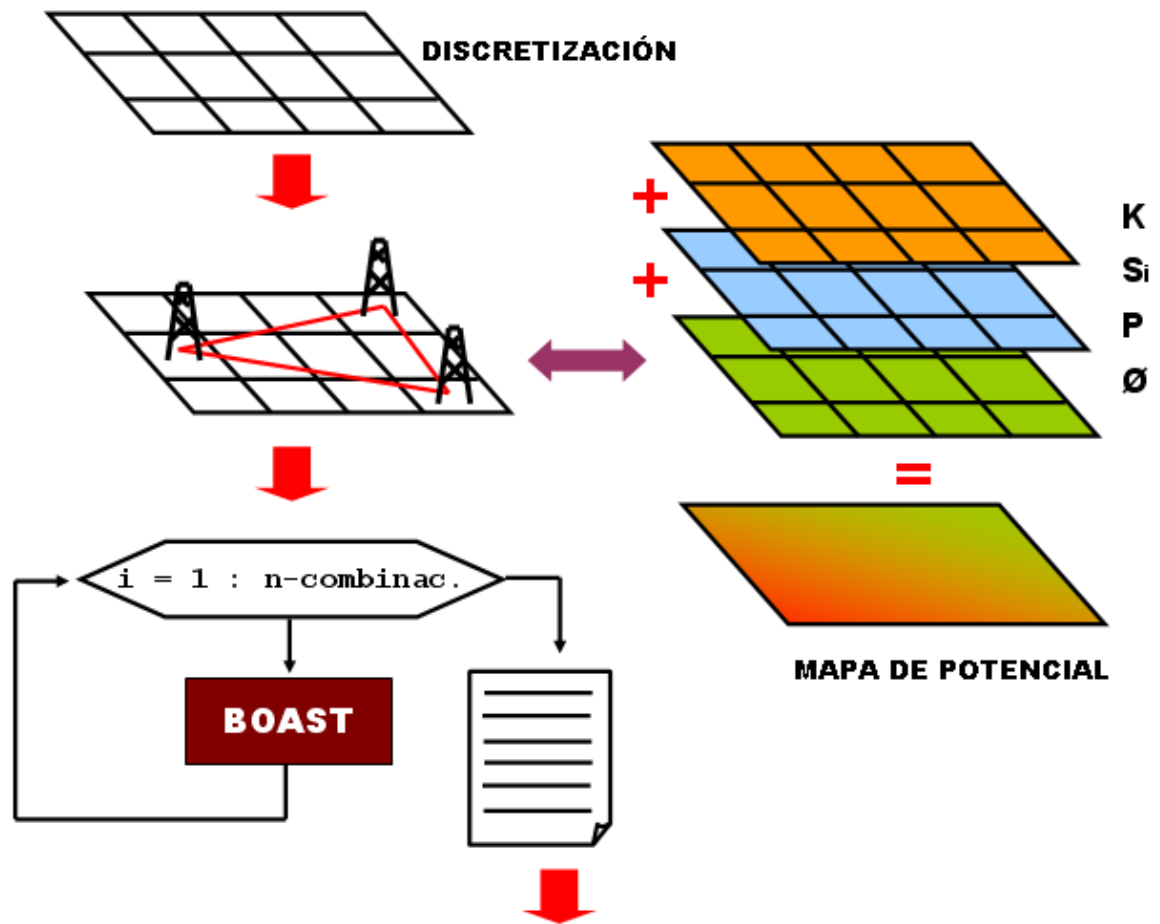 DISCRETIZACIÓN
+
+
K
Si
P
Ø
=
i = 1 : n-combinac.
MAPA DE POTENCIAL
BOAST